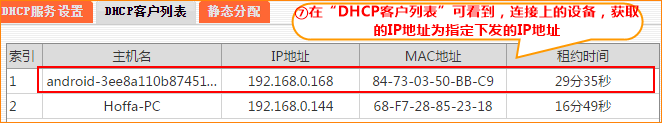 DHCP服务设置 DHCP客户列表 静态分配
⑦在“DHCP客户列表”可看到，连接上的设备，获取
的IP地址为指定下发的IP地址
索引 主机名 IP地址 MAC地址 租约时间
1 android-3ee8a110b87451... 192.168.0.168 84-73-03-50-BB-C9 29分35秒
2 Hoffa-PC 192.168.0.144 68-F7-28-85-23-18 16分49秒